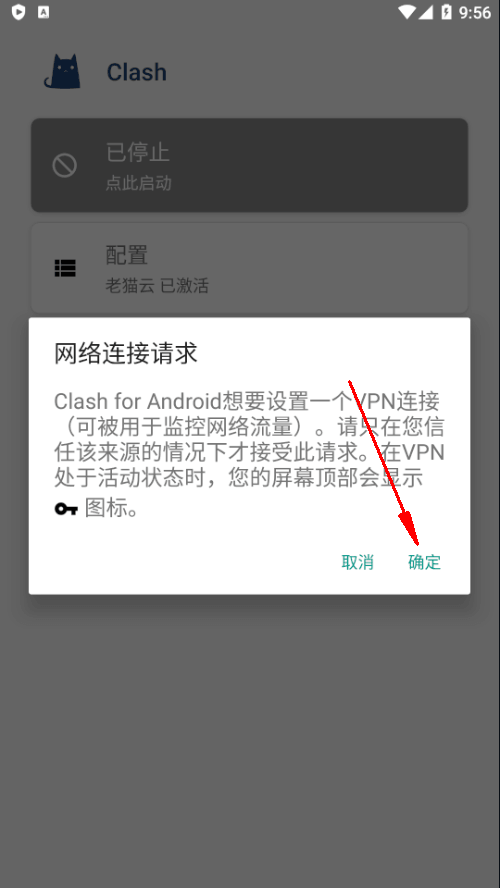 9:56
Clash
已停止
点此启动
配置
老猫云 已激活
网络连接请求
Clash for Android想要设置一个VPN连接
（可被用于监控网络流量）。请只在您信
任该来源的情况下才接受此请求。在VPN
处于活动状态时，您的屏幕顶部会显示
图标。
取消 确定